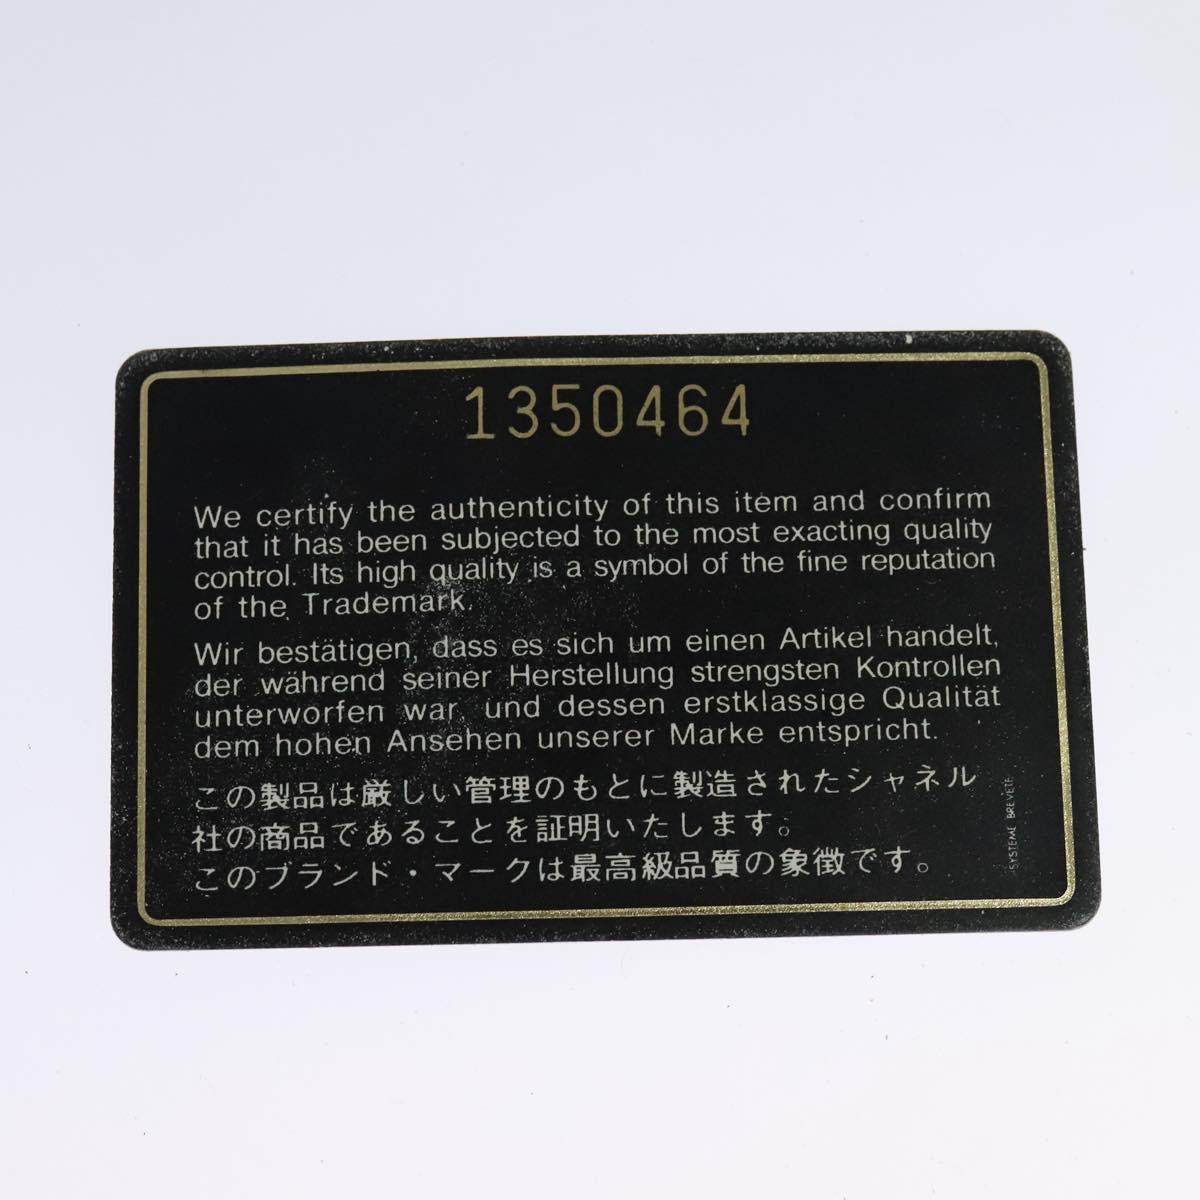 1350464
We certify the authenticity of this item and confirm
that it has been subjected to the most exacting quality
control. Its high quality is a symbol of the fine reputation
of the Trademark.
Wir bestätigen, dass es sich um einen Artikel handelt,
der während seiner Herstellung strengsten Kontrollen
unterworfen war und dessen erstklassige Qualität
dem hohen Ansehen unserer Marke entspricht.
この製品は厳しい管理のもとに製造されたシャネル
社の商品であることを証明いたします。
このブランド・マークは最高級品質の象徴です。
SYSTEME BREVETE